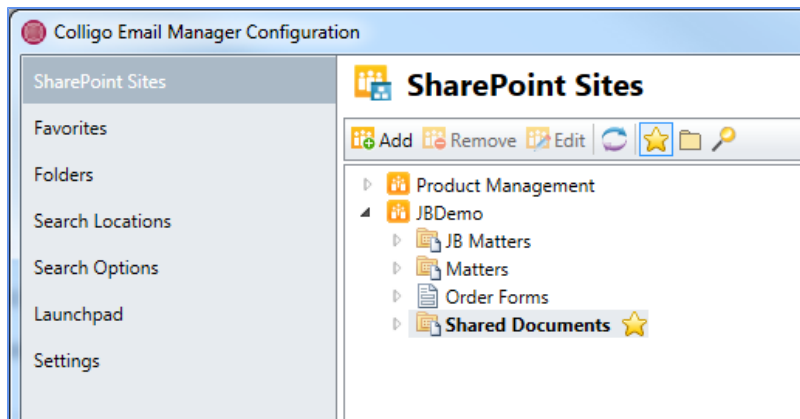 Colligo Email Manager Configuration
SharePoint Sites
Favorites
Folders
Search Locations
Search Options
Launchpad
Settings
SharePoint Sites
Add Remove Edit
Product Management
JBDemo
JB Matters
Matters
Order Forms
Shared Documents